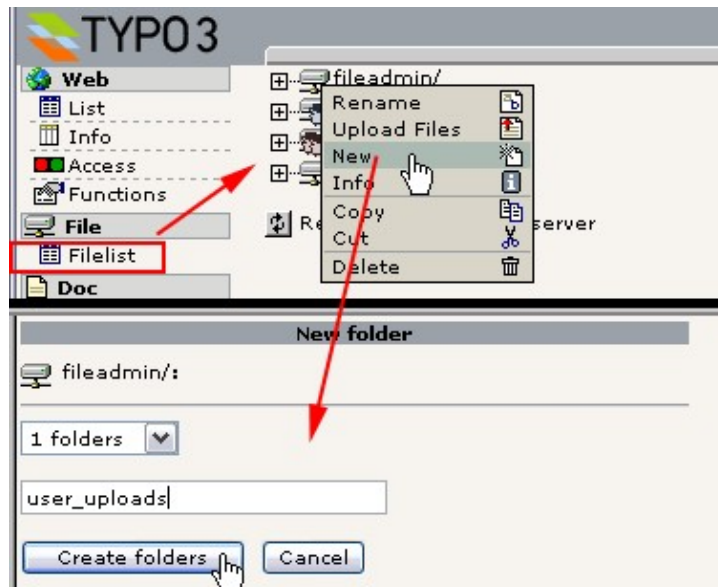 TYPO3
Web
List
Info
Access
Functions
File
Filelist
Doc
fileadmin/
Rename
Upload Files
New
Info
Copy
Cut
Delete
server
New folder
fileadmin/:
1 folders
user_uploads
Create folders
Cancel